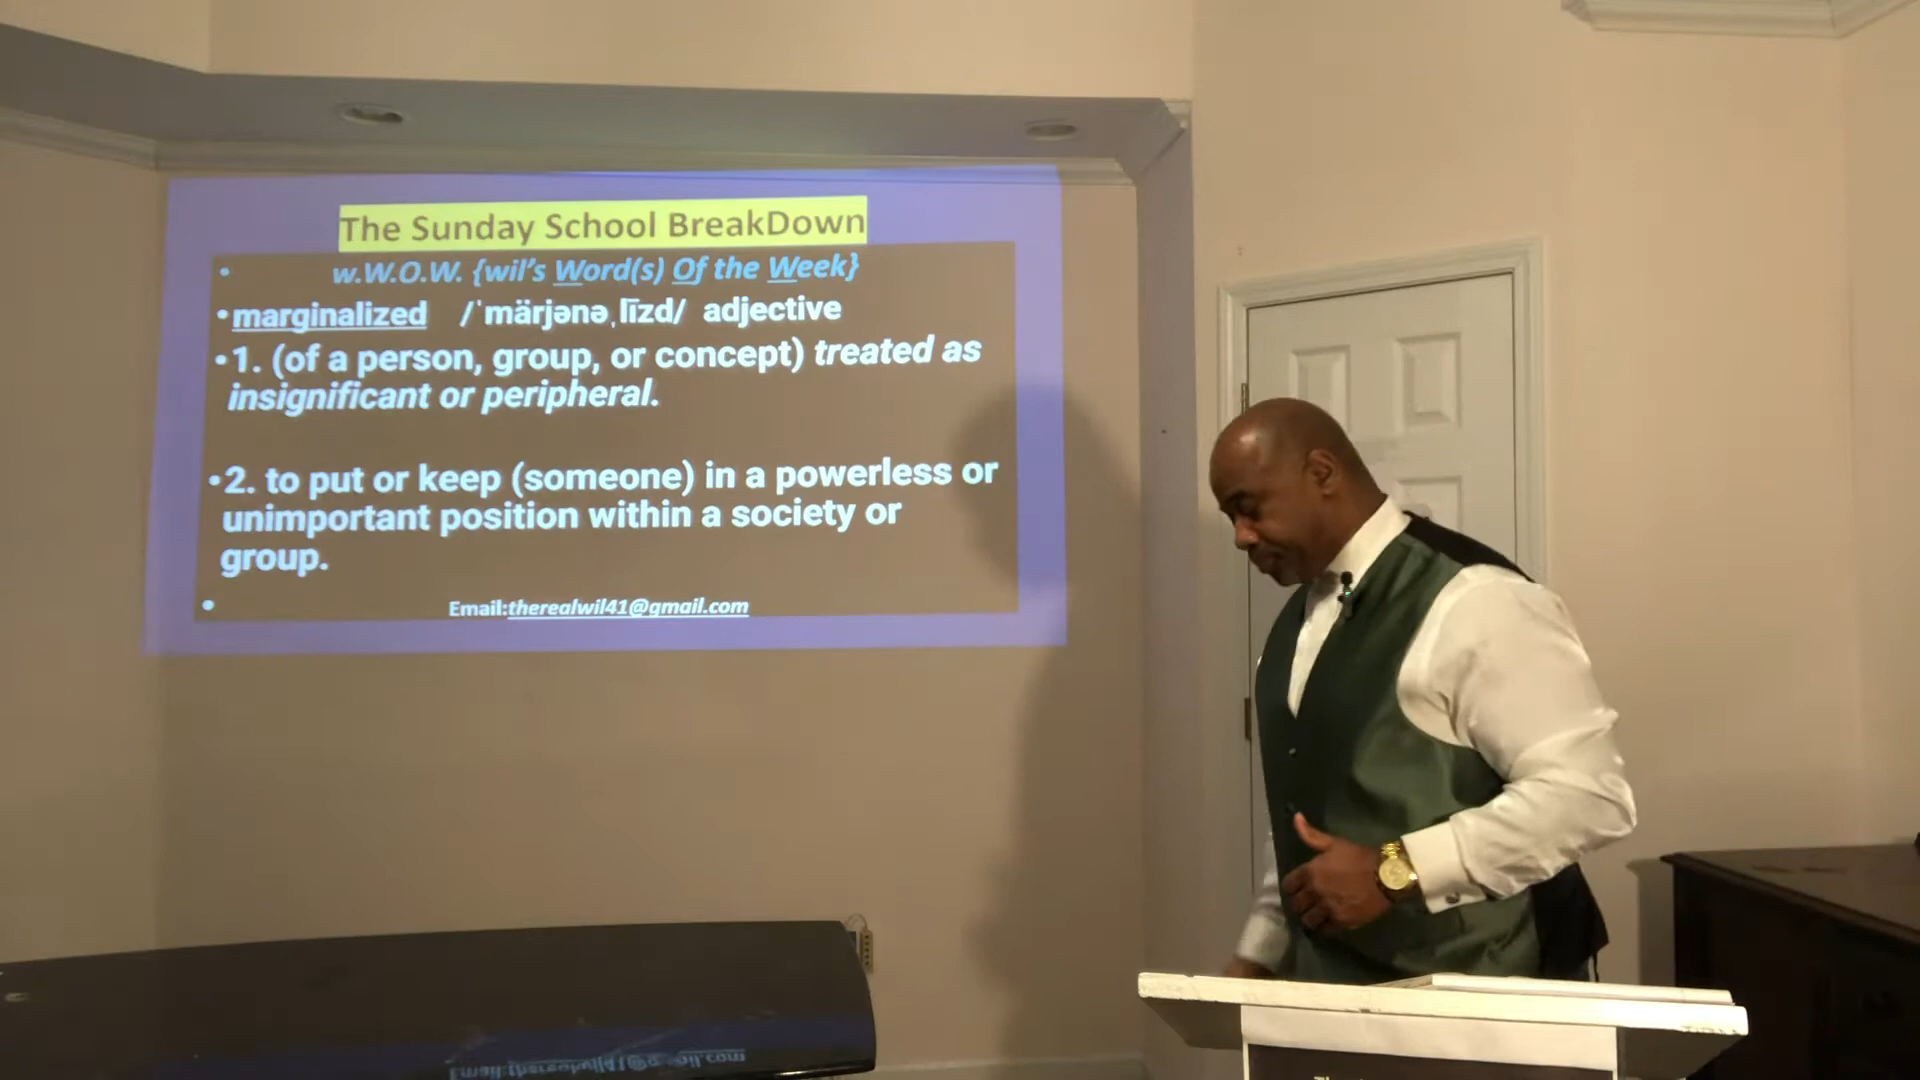 The Sunday School BreakDown
• w.W.O.W. {wil's Word(s) Of the Week}
• marginalized /ˈmärjənəˌlīzd/ adjective
• 1. (of a person, group, or concept) treated as
insignificant or peripheral.
• 2. to put or keep (someone) in a powerless or
unimportant position within a society or
group.
• Email:therealwil41@gmail.com